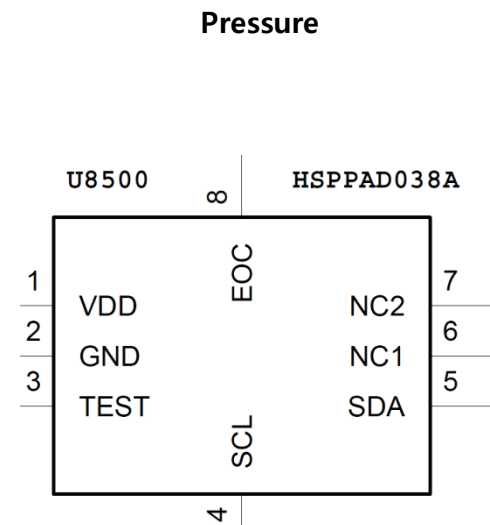 Pressure
U8500
HSPPAD038A
8
EOC
1
VDD
7
NC2
2
GND
6
NC1
3
TEST
5
SDA
SCL
4